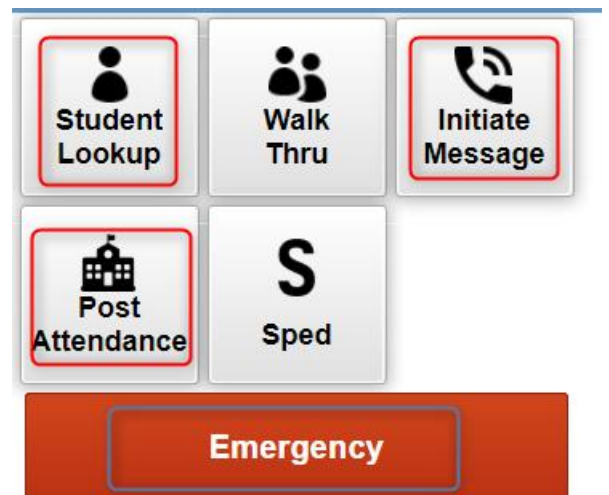 Student
Lookup
Walk
Thru
Initiate
Message
Post
Attendance
S
Sped
Emergency